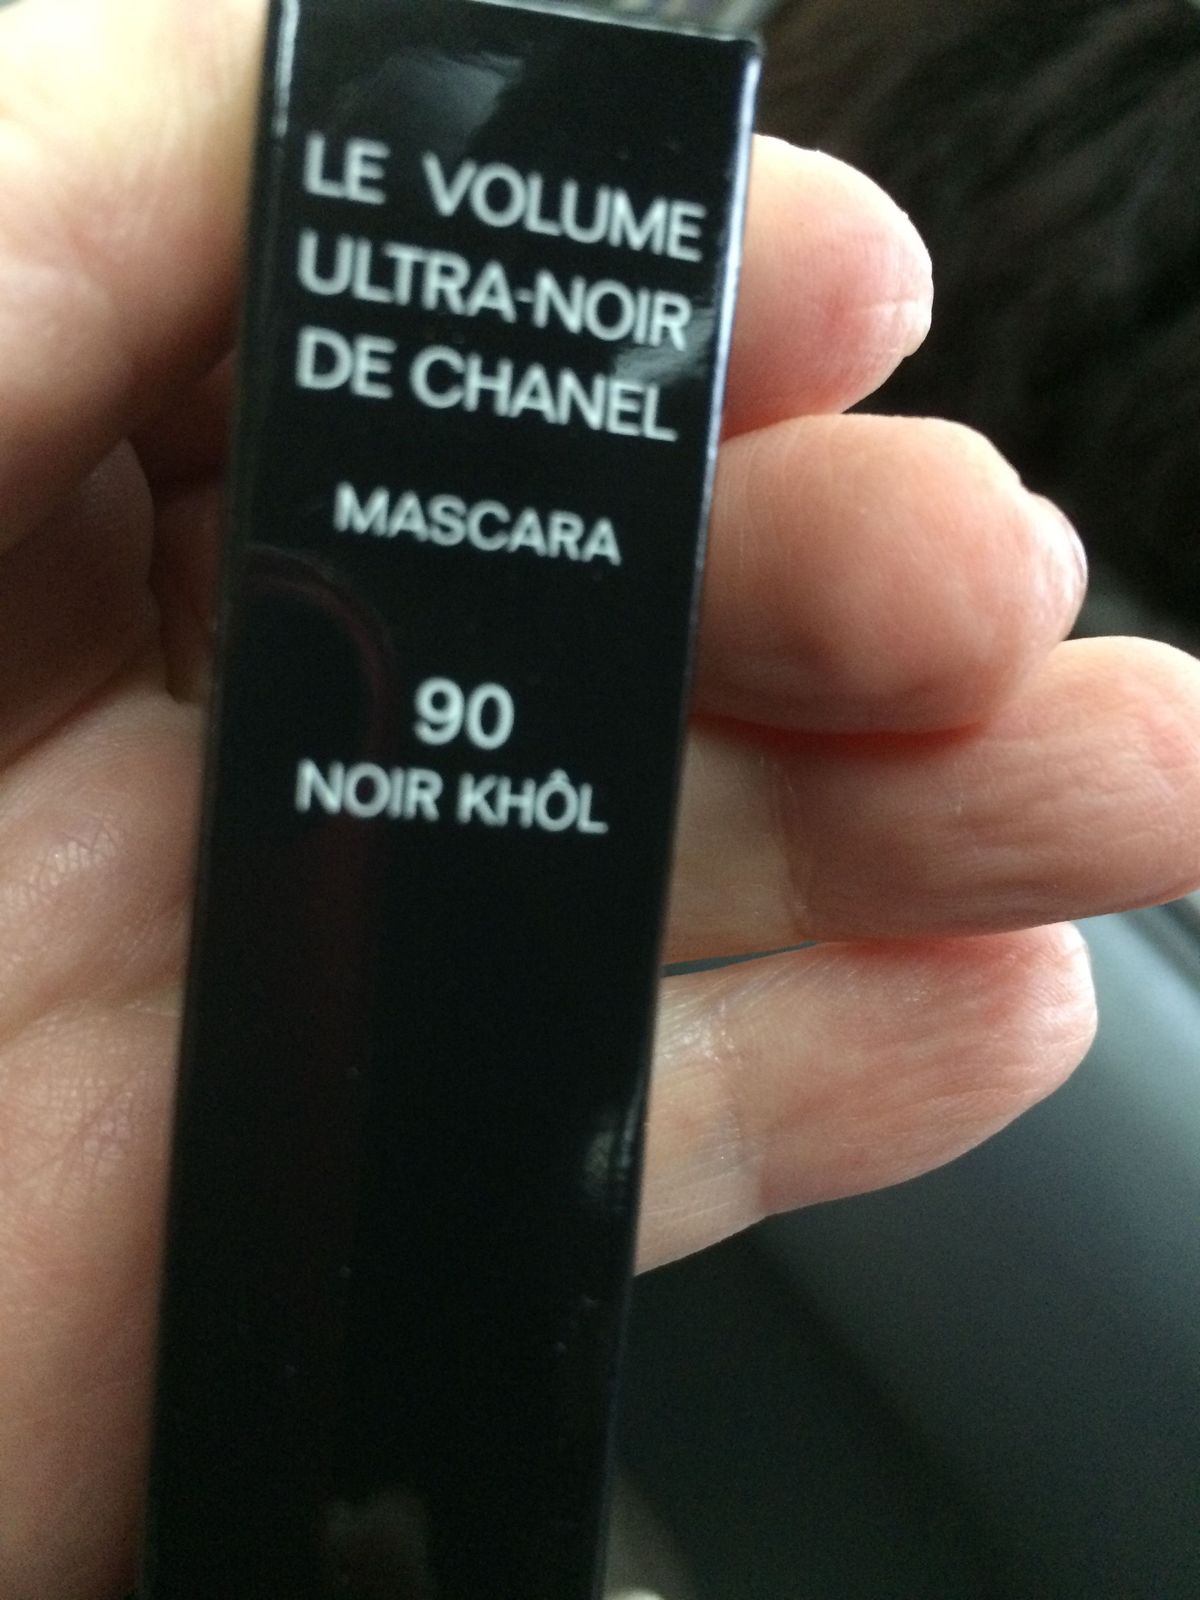 LE VOLUME
ULTRA-NOIR
DE CHANEL
MASCARA
90
NOIR KHÔL